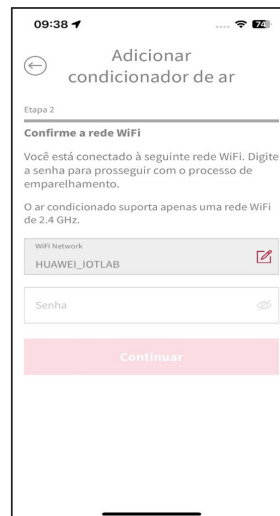 09:38
74
Adicionar
condicionador de ar
Etapa 2
Confirme a rede WiFi
Você está conectado à seguinte rede WiFi. Digite
a senha para prosseguir com o processo de
emparelhamento.
O ar condicionado suporta apenas uma rede WiFi
de 2.4 GHz.
WiFi Network
HUAWEI_IOTLAB
Senha
Continuar